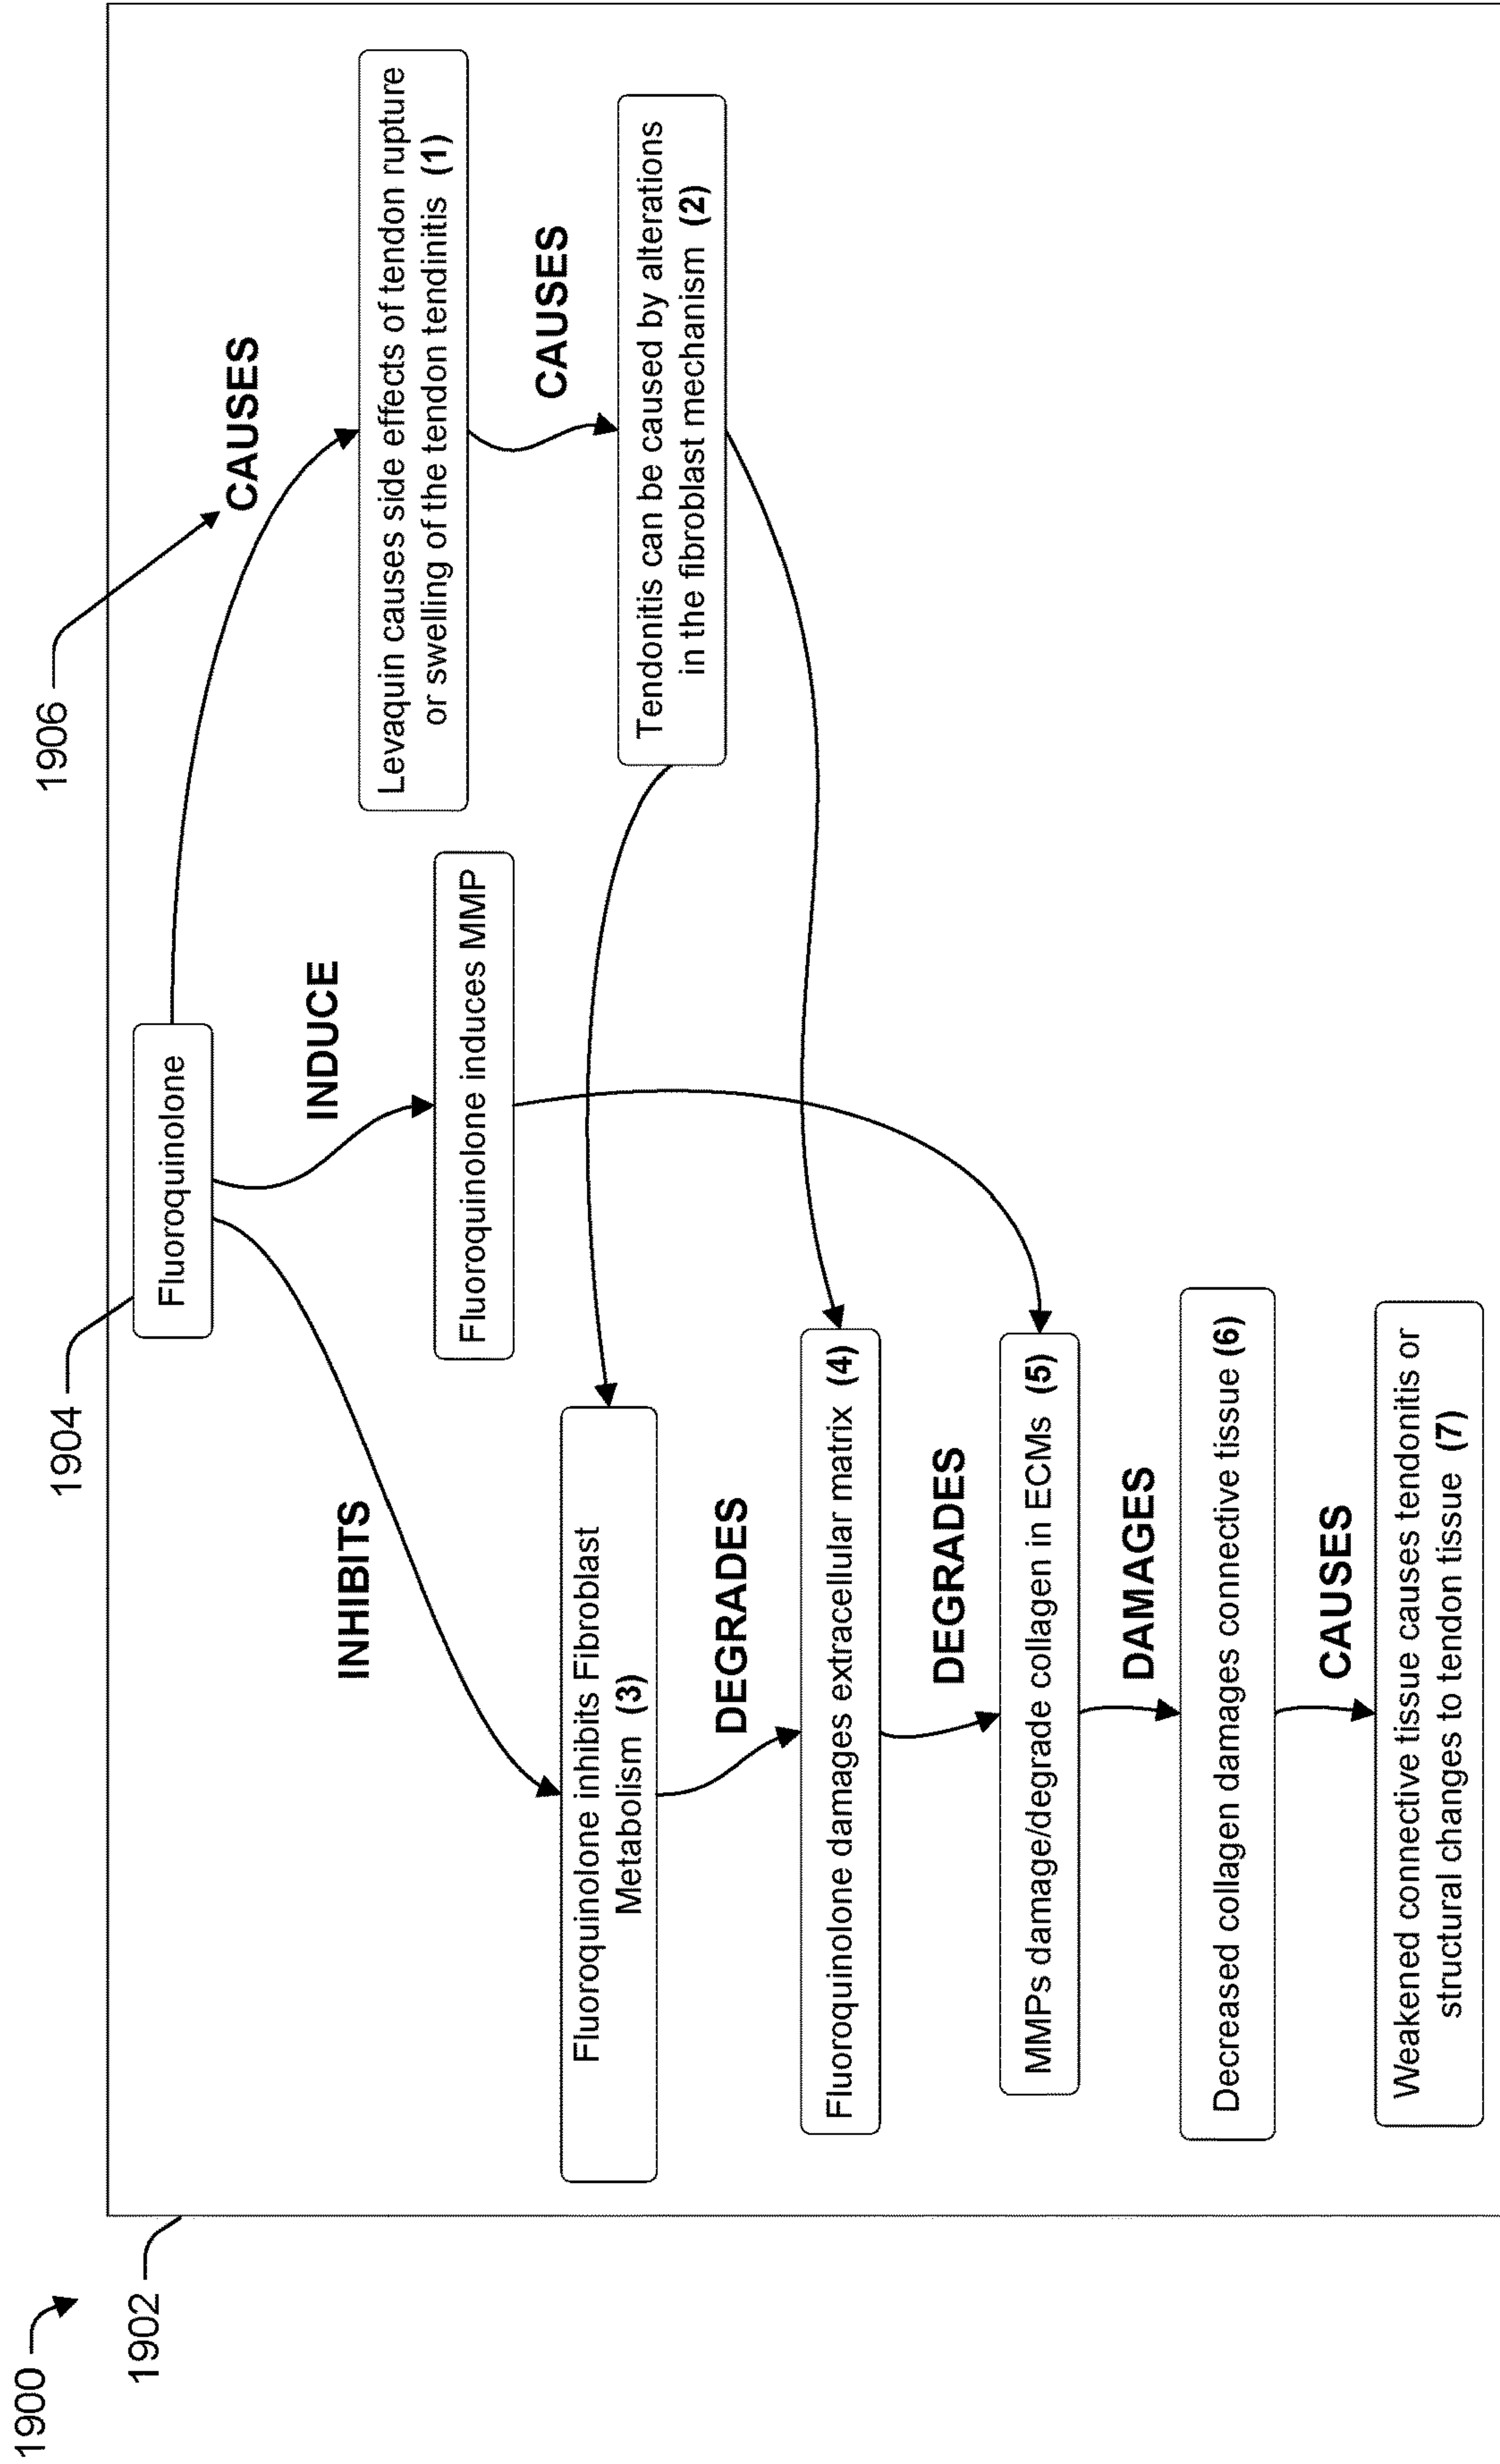 1900
1902
1904
1906
Fluoroquinolone
CAUSES
INDUCE
INHIBITS
Levaquin causes side effects of tendon rupture
or swelling of the tendon tendinitis (1)
Fluoroquinolone induces MMP
CAUSES
Tendonitis can be caused by alterations
in the fibroblast mechanism (2)
Fluoroquinolone inhibits Fibroblast
Metabolism (3)
DEGRADES
Fluoroquinolone damages extracellular matrix (4)
DEGRADES
MMPs damage/degrade collagen in ECMs (5)
DAMAGES
Decreased collagen damages connective tissue (6)
CAUSES
Weakened connective tissue causes tendonitis or
structural changes to tendon tissue (7)